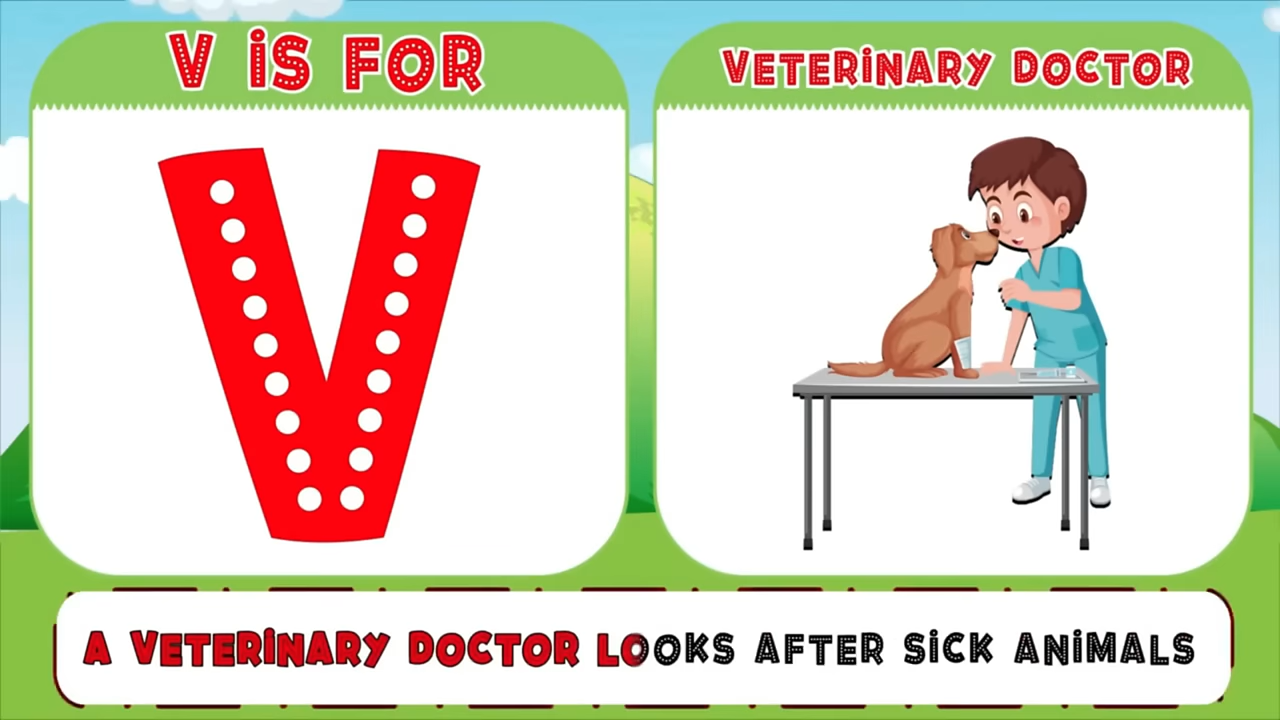 V iS FOR
VETERiNARY DOCTOR
V
A VETERiNARY DOCTOR LOOKS AFTER SiCK ANiMALS